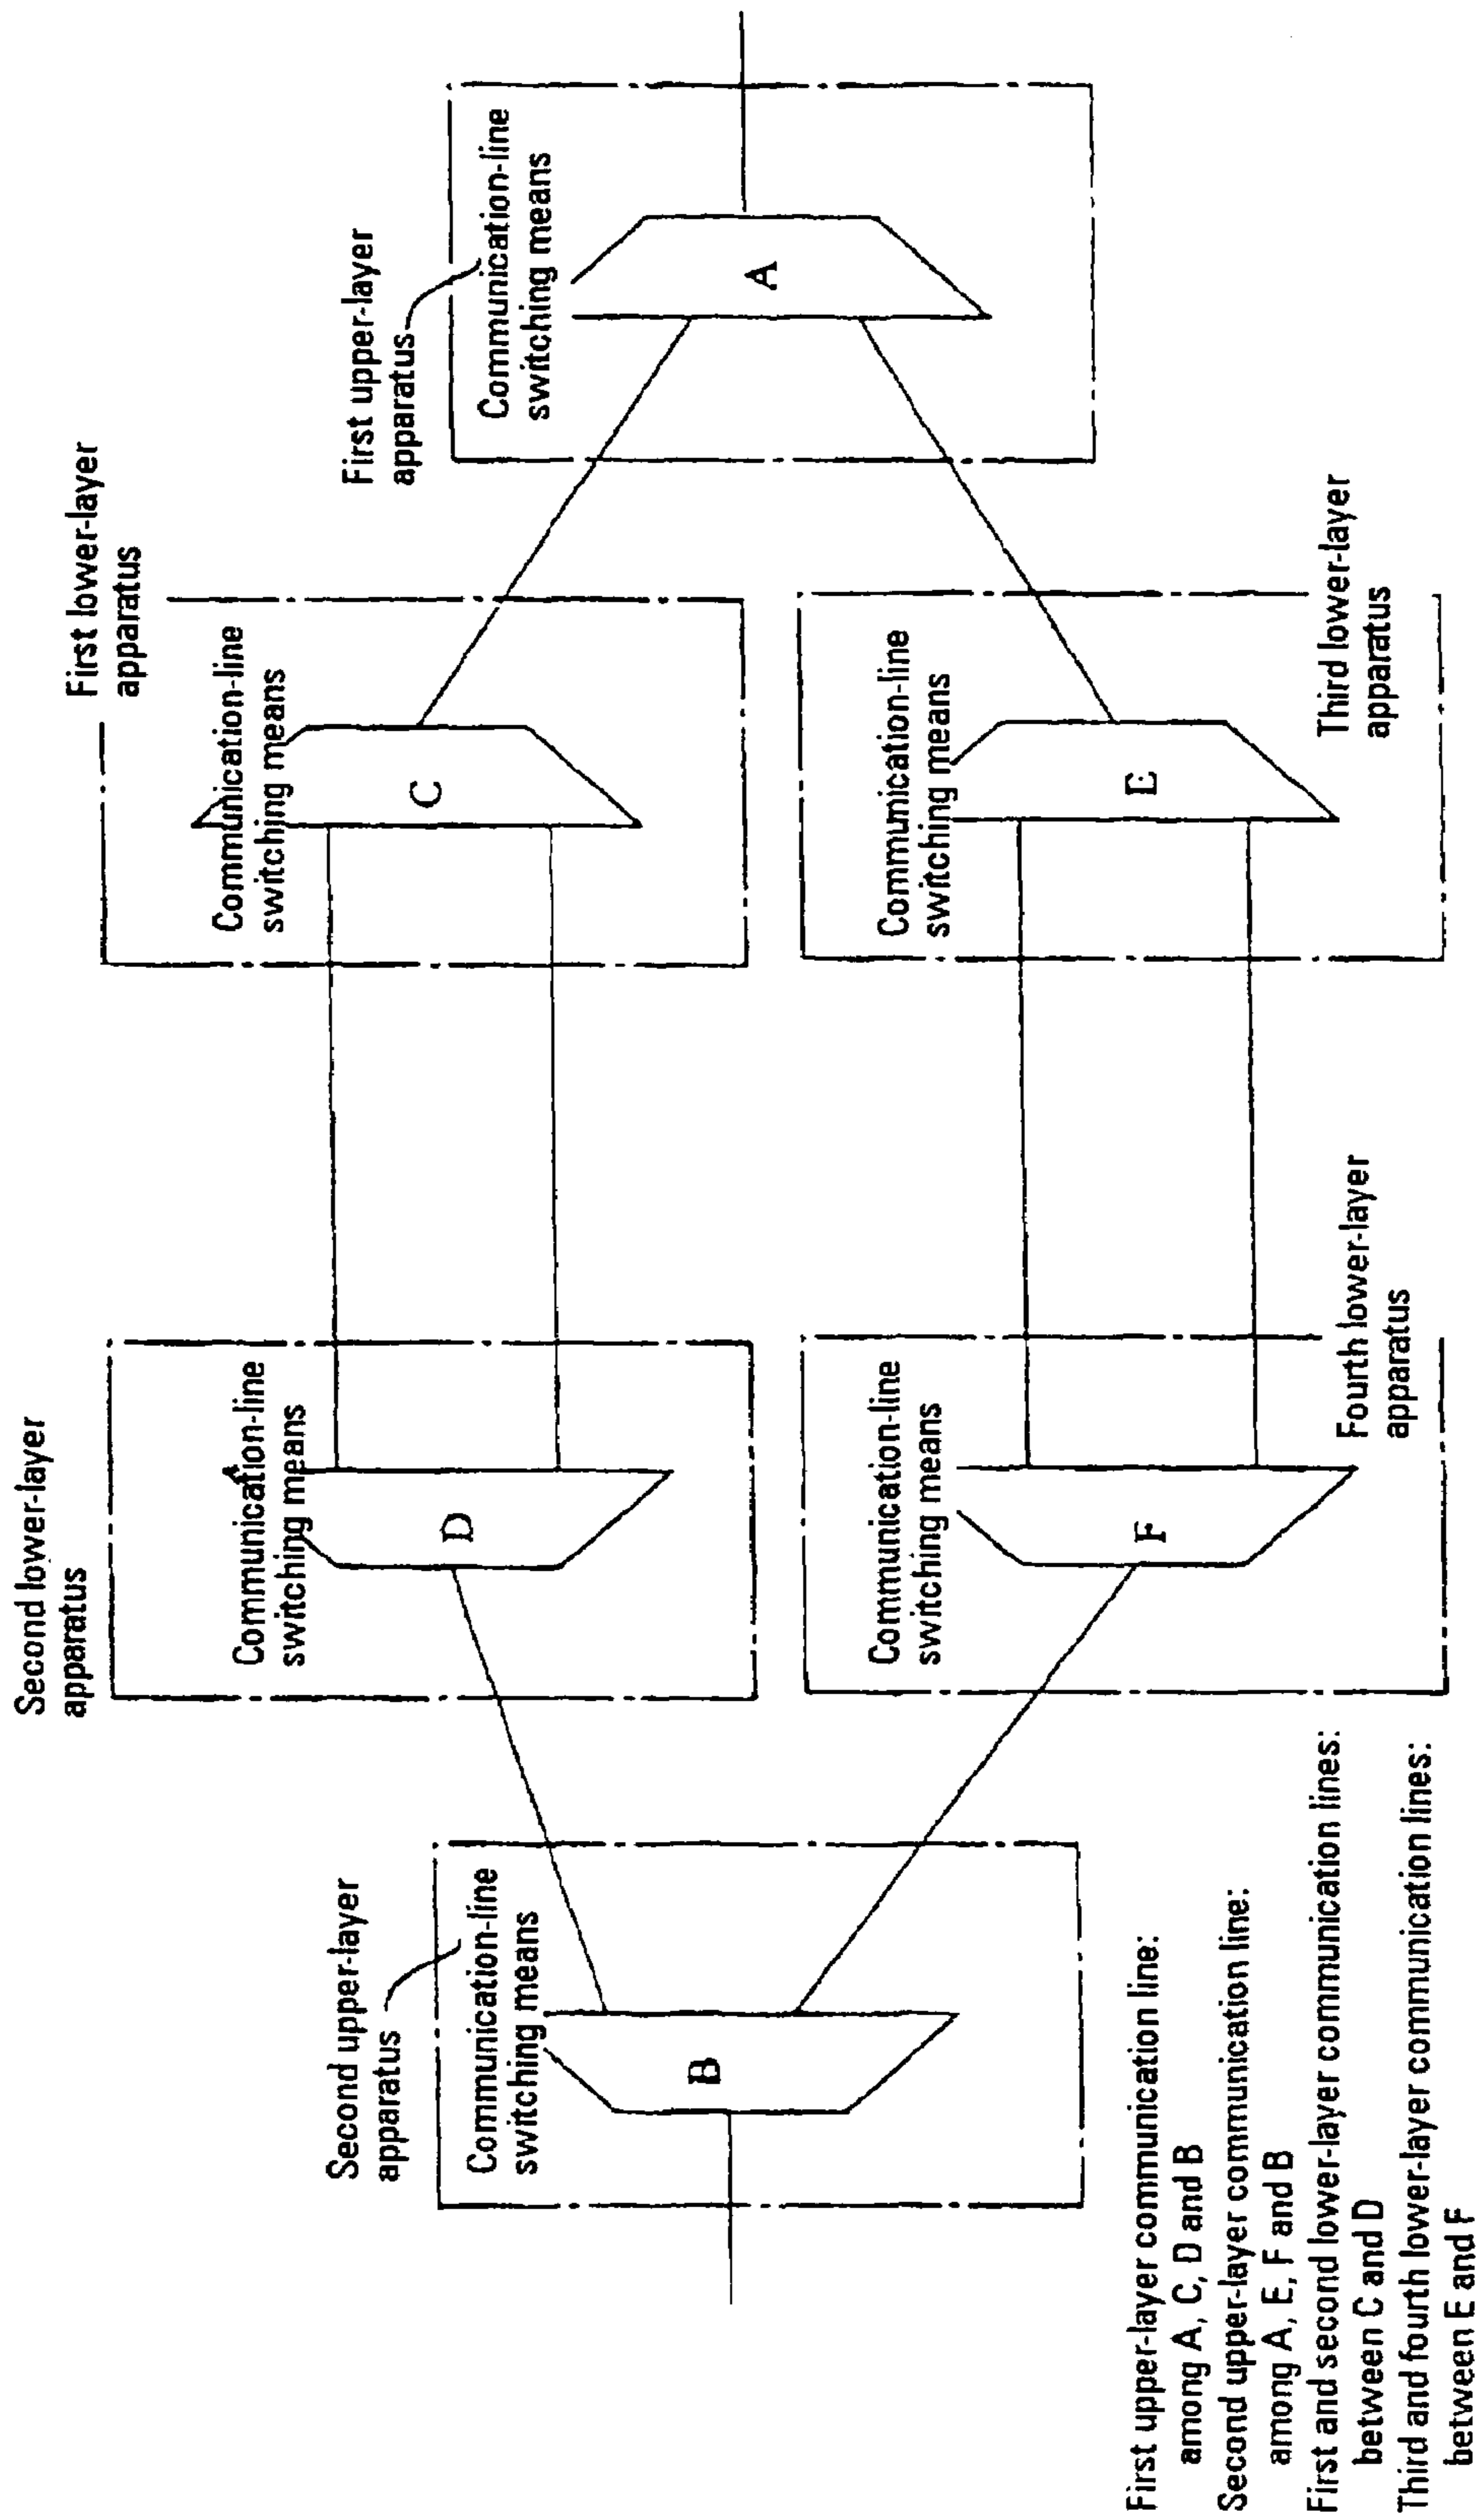 Second lower-layer
apparatus
First lower-layer
apparatus
Communication-line
switching means
D
Communication-line
switching means
C
Second upper-layer
apparatus
Communication-line
switching means
B
First upper-layer
apparatus
Communication-line
switching means
A
Communication-line
switching means
F
Fourth lower-layer
apparatus
Communication-line
switching means
E
Third lower-layer
apparatus
First upper-layer communication line:
among A, C, D and B
Second upper-layer communication line:
among A, E, F and B
First and second lower-layer communication lines:
between C and D
Third and fourth lower-layer communication lines:
between E and F